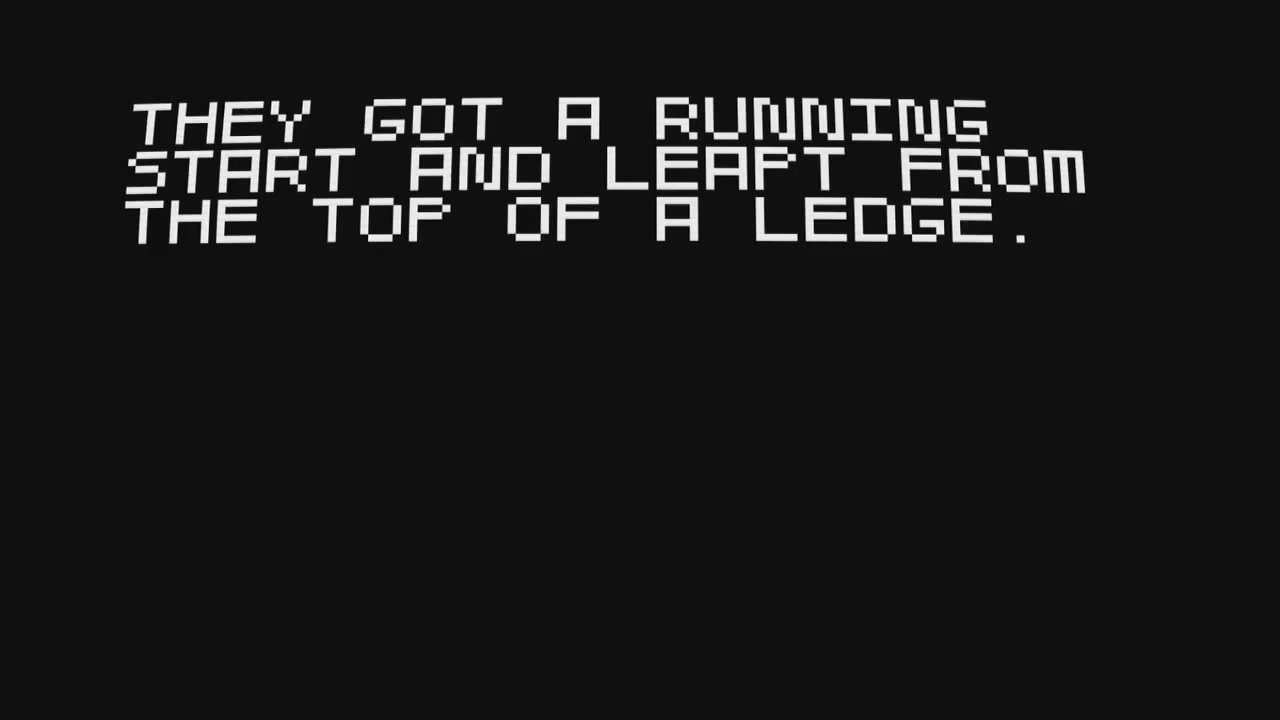 THEY GOT A RUNNING
START AND LEAPT FROM
THE TOP OF A LEDGE.